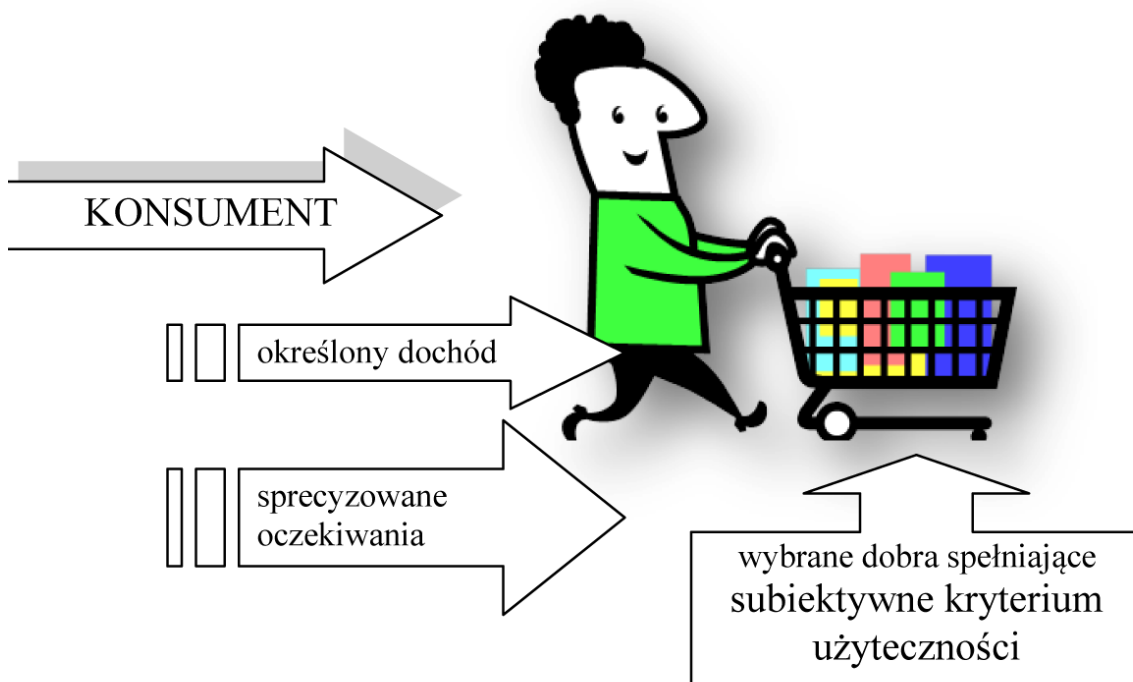 KONSUMENT
określony dochód
sprecyzowane
oczekiwania
wybrane dobra spełniające
subiektywne kryterium
użyteczności